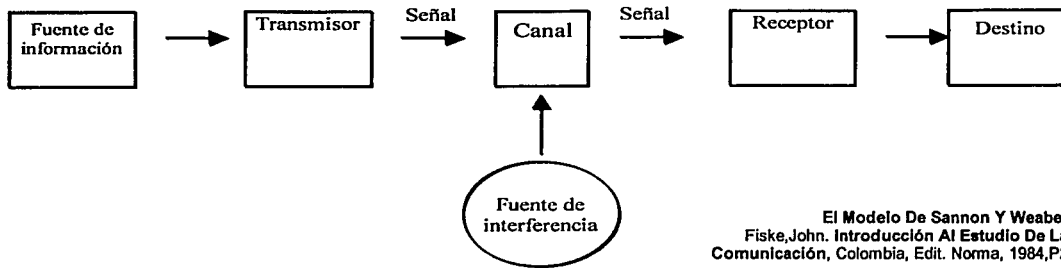 Fuente de
información
Transmisor
Señal
Canal
Señal
Receptor
Destino
Fuente de
interferencia
El Modelo De Sannon Y Weabe
Fiske,John. Introducción Al Estudio De La
Comunicación, Colombia, Edit. Norma, 1984,P.